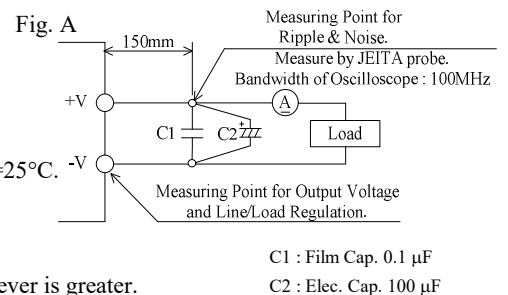 Fig. A
Measuring Point for
Ripple & Noise.
Measure by JEITA probe.
Bandwidth of Oscilloscope : 100MHz
150mm
+V
A
C1
C2
+
Load
=25°C.
-V
Measuring Point for Output Voltage
and Line/Load Regulation.
C1 : Film Cap. 0.1 µF
ever is greater.
C2 : Elec. Cap. 100 µF